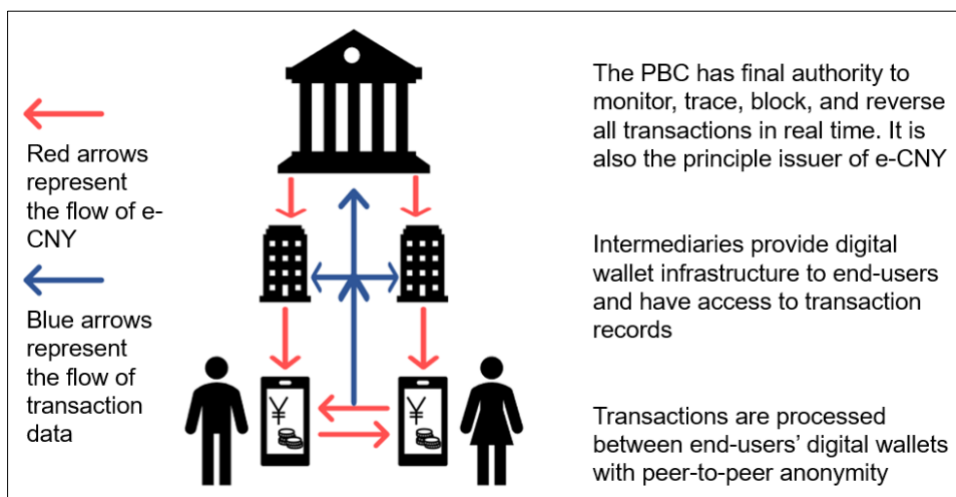 The PBC has final authority to
monitor, trace, block, and reverse
all transactions in real time. It is
also the principle issuer of e-CNY
Red arrows
represent
the flow of e-
CNY
Intermediaries provide digital
wallet infrastructure to end-users
and have access to transaction
records
Blue arrows
represent
the flow of
transaction
data
¥
¥
Transactions are processed
between end-users’ digital wallets
with peer-to-peer anonymity